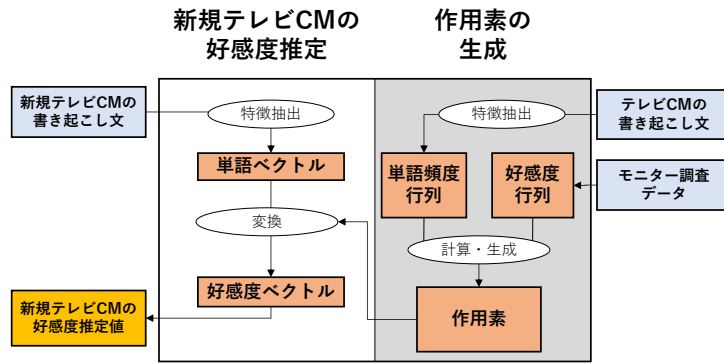 新規テレビCMの
好感度推定
作用素の
生成
新規テレビCMの
書き起こし文
特徴抽出
単語ベクトル
変換
好感度ベクトル
新規テレビCMの
好感度推定値
特徴抽出
テレビCMの
書き起こし文
単語頻度
行列
好感度
行列
モニター調査
データ
計算・生成
作用素